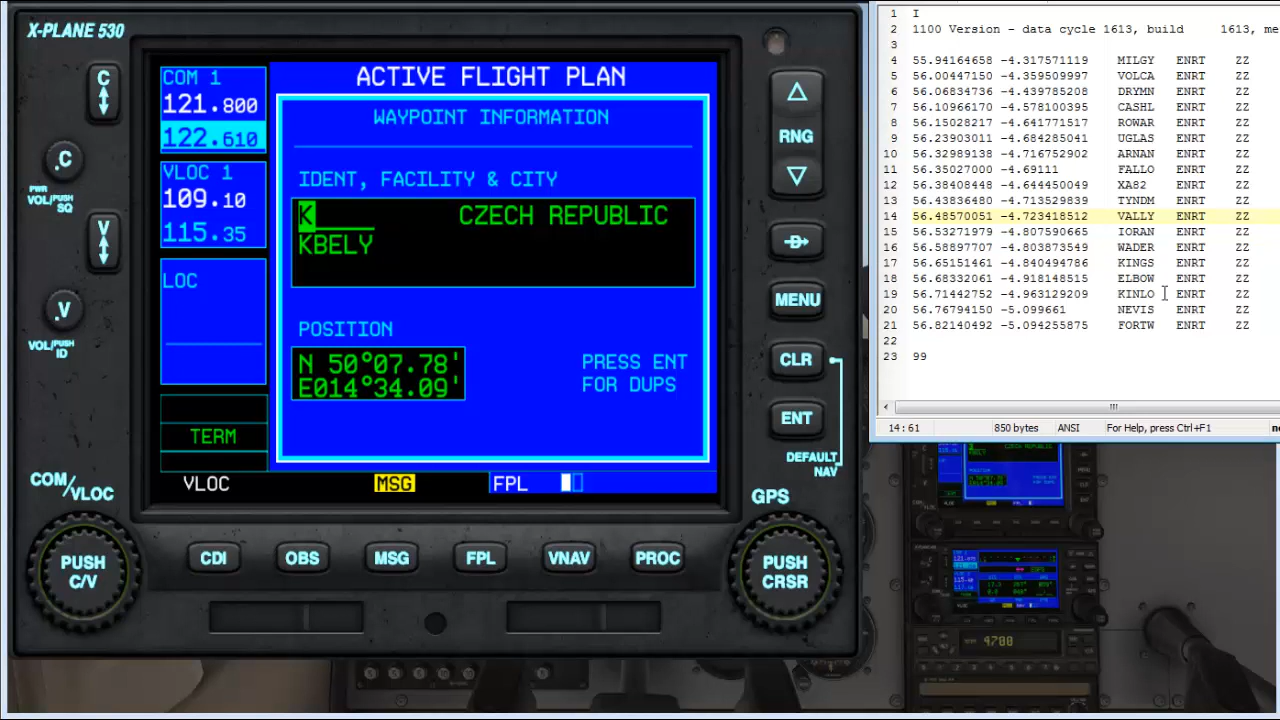 X-PLANE 530
C
COM 1
121.800
122.610
.C
PWR
VOL/PUSH
SQ
VLOC 1
109.10
115.35
V
LOC
.V
VOL/PUSH
ID
TERM
VLOC
MSG
FPL
COM/VLOC
PUSH
C/V
ACTIVE FLIGHT PLAN
WAYPOINT INFORMATION
IDENT, FACILITY & CITY
K CZECH REPUBLIC
KBELY
POSITION
N 50°07.78'
E014°34.09'
PRESS ENT
FOR DUPS
RNG
MENU
CLR
ENT
DEFAULT
NAV
GPS
PUSH
CRSR
CDI OBS MSG FPL VNAV PROC
1 I
2 1100 Version - data cycle 1613, build 1613, me
3
4 55.94164658 -4.317571119 MILGY ENRT ZZ
5 56.00447150 -4.359509997 VOLCA ENRT ZZ
6 56.06834736 -4.439785208 DRYMN ENRT ZZ
7 56.10966170 -4.578100395 CASHL ENRT ZZ
8 56.15028217 -4.641771517 ROWAR ENRT ZZ
9 56.23903011 -4.684285041 UGLAS ENRT ZZ
10 56.32989138 -4.716752902 ARNAN ENRT ZZ
11 56.35027000 -4.69111 FALLO ENRT ZZ
12 56.38408448 -4.644450049 XA82 ENRT ZZ
13 56.43836480 -4.713529839 TYNDM ENRT ZZ
14 56.48570051 -4.723418512 VALLY ENRT ZZ
15 56.53271979 -4.807590665 IORAN ENRT ZZ
16 56.58897707 -4.803873549 WADER ENRT ZZ
17 56.65151461 -4.840494786 KINGS ENRT ZZ
18 56.68332061 -4.918148515 ELBOW ENRT ZZ
19 56.71442752 -4.963129209 KINLO ENRT ZZ
20 56.76794150 -5.099661 NEVIS ENRT ZZ
21 56.82140492 -5.094255875 FORTW ENRT ZZ
22
23 99
14 : 61 850 bytes ANSI For Help, press Ctrl+F1
4.700